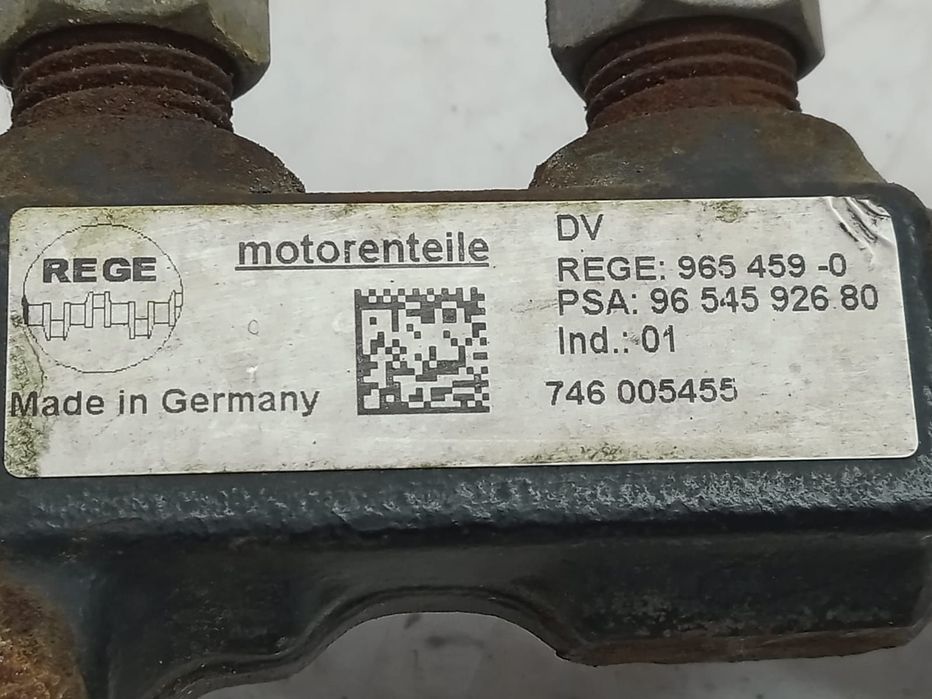 REGE
Made in Germany
motorenteile
DV
REGE: 965 459 -0
PSA: 96 545 926 80
Ind.: 01
746 005455